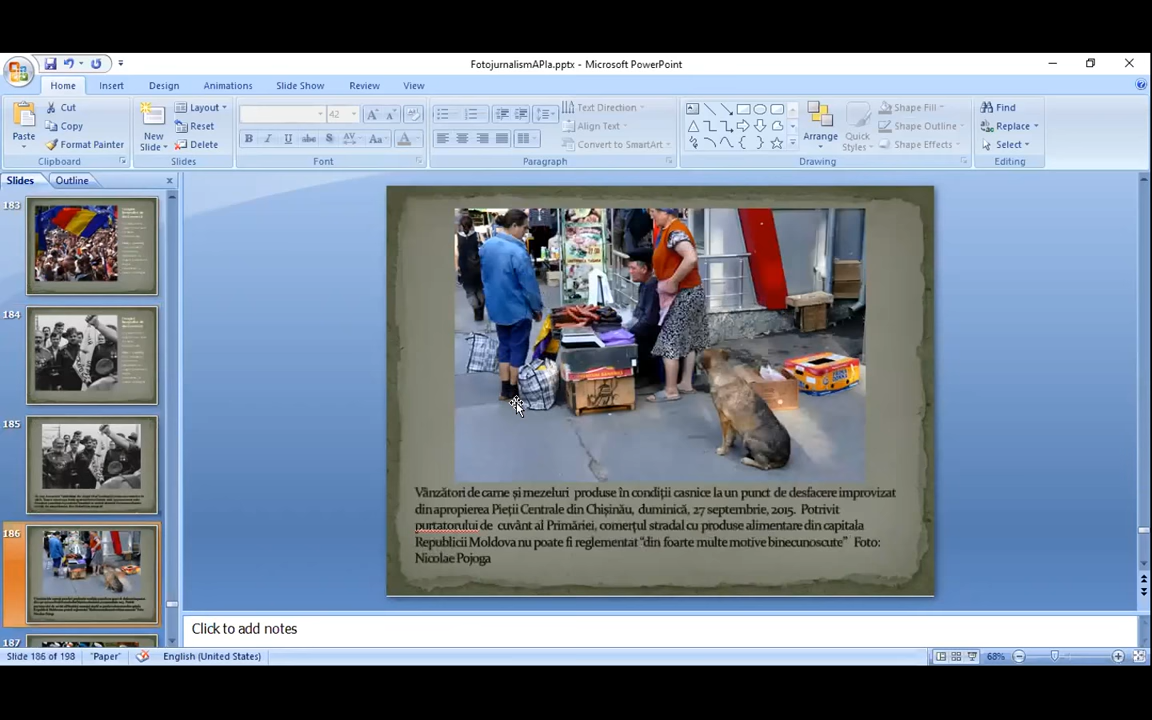 FotojurnalismAPIa.pptx - Microsoft PowerPoint
Home Insert Design Animations Slide Show Review View
Paste
Cut
Copy
Format Painter
Clipboard
New Slide
Layout
Reset
Delete
Slides
42
B I U abc S AV Aa A
Font
Text Direction
Align Text
Convert to SmartArt
Paragraph
Arrange
Quick Styles
Shape Fill
Shape Outline
Shape Effects
Drawing
Find
Replace
Select
Editing
Slides Outline
183
184
185
186
187
Vânzători de carne și mezeluri produse în condiții casnice la un punct de desfacere improvizat
din apropierea Pieții Centrale din Chișinău, duminică, 27 septembrie, 2015. Potrivit
purtatorului de cuvânt al Primăriei, comerțul stradal cu produse alimentare din capitala
Republicii Moldova nu poate fi reglementat "din foarte multe motive binecunoscute" Foto:
Nicolae Pojoga
Click to add notes
Slide 186 of 198 "Paper" English (United States) 68%